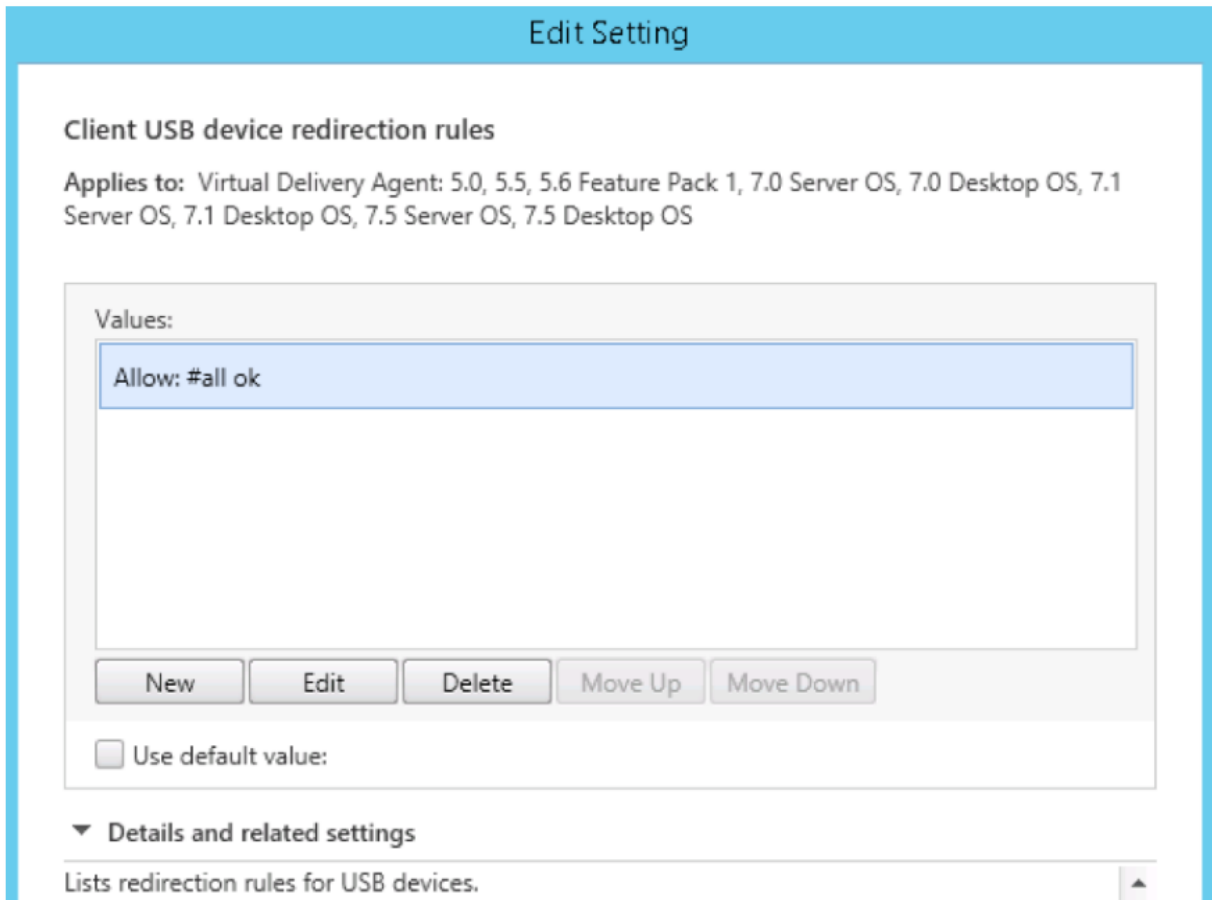 Edit Setting
Client USB device redirection rules
Applies to: Virtual Delivery Agent: 5.0, 5.5, 5.6 Feature Pack 1, 7.0 Server OS, 7.0 Desktop OS, 7.1
Server OS, 7.1 Desktop OS, 7.5 Server OS, 7.5 Desktop OS
Values:
Allow: #all ok
New Edit Delete Move Up Move Down
Use default value:
Details and related settings
Lists redirection rules for USB devices.